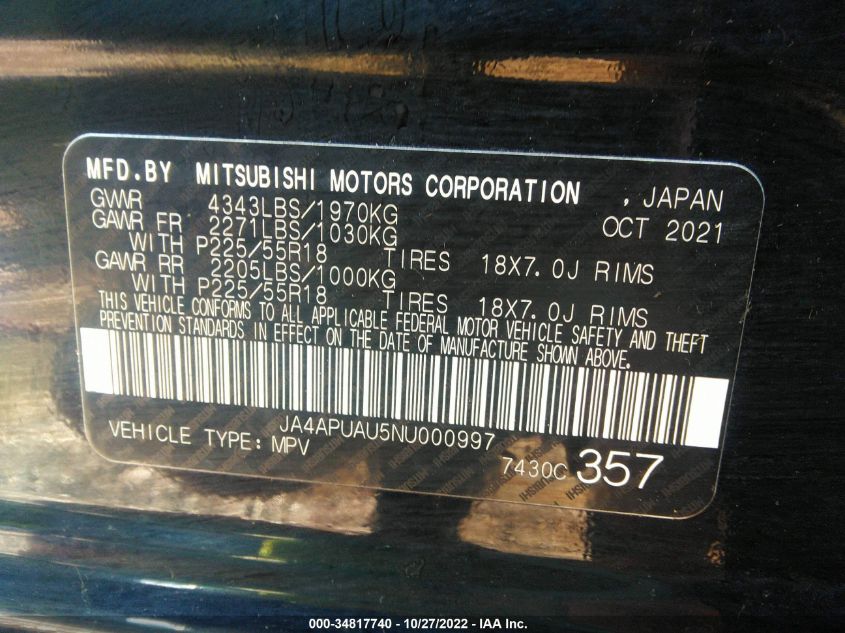 MFD.BY MITSUBISHI MOTORS CORPORATION , JAPAN
GVWR 4343LBS/1970KG OCT 2021
GAWR FR 2271LBS/1030KG
WITH P225/55R18 TIRES 18X7.0J RIMS
GAWR RR 2205LBS/1000KG
WITH P225/55R18 TIRES 18X7.0J RIMS
THIS VEHICLE CONFORMS TO ALL APPLICABLE FEDERAL MOTOR VEHICLE SAFETY AND THEFT
PREVENTION STANDARDS IN EFFECT ON THE DATE OF MANUFACTURE SHOWN ABOVE.
JA4APUAU5NU000997
VEHICLE TYPE: MPV 7430C 357
000-34817740 - 10/27/2022 - IAA Inc.